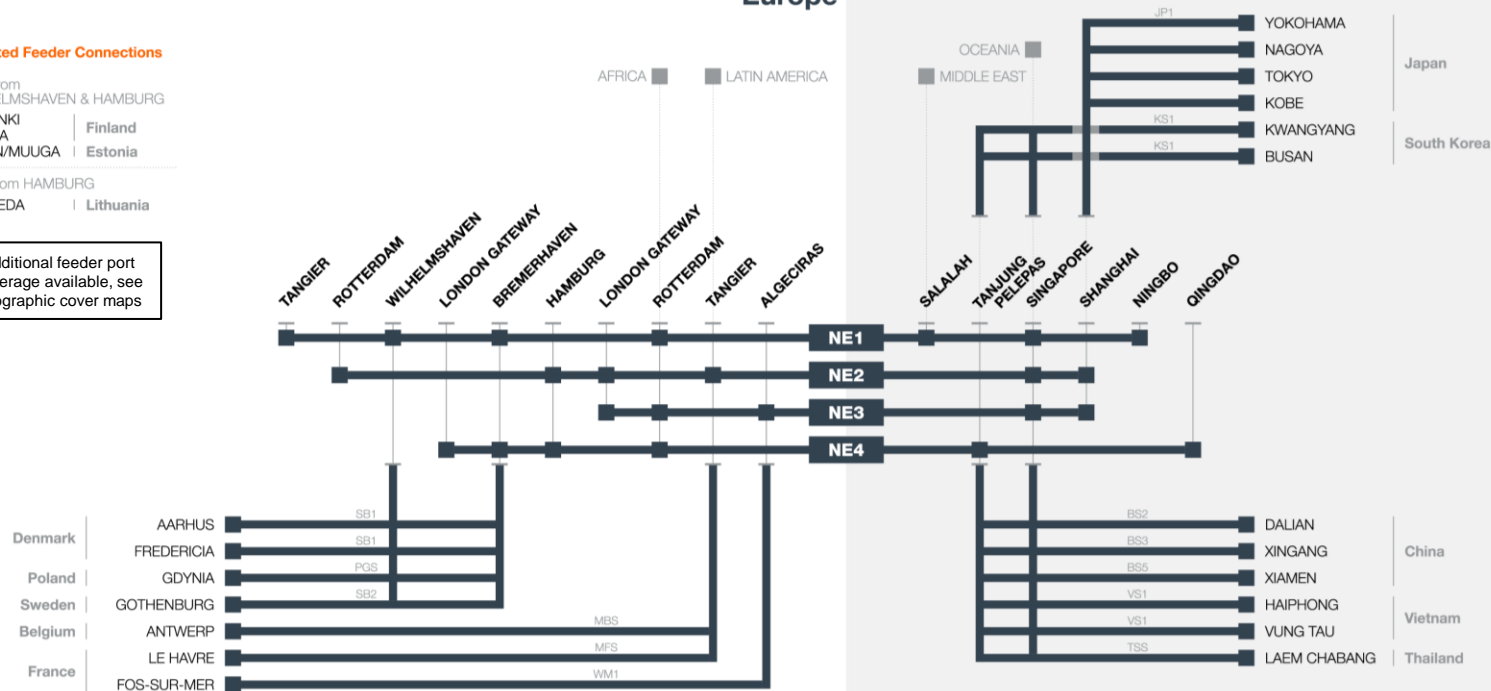 Europe
ted Feeder Connections
om
ELMSHAVEN & HAMBURG
NKI
A
Finland
N/MUUGA
Estonia
om HAMBURG
EDA
Lithuania
ditional feeder port
erage available, see
ographic cover maps
AFRICA
LATIN AMERICA
OCEANIA
MIDDLE EAST
JP1
YOKOHAMA
NAGOYA
TOKYO
KOBE
Japan
KS1
KWANGYANG
KS1
BUSAN
South Korea
TANGIER
ROTTERDAM
WILHELMSHAVEN
LONDON GATEWAY
BREMERHAVEN
HAMBURG
LONDON GATEWAY
ROTTERDAM
TANGIER
ALGECIRAS
SALALAH
TANJUNG
PELEPAS
SINGAPORE
SHANGHAI
NINGBO
QINGDAO
NE1
NE2
NE3
NE4
Denmark
AARHUS
SB1
FREDERICIA
SB1
Poland
GDYNIA
PGS
Sweden
GOTHENBURG
SB2
Belgium
ANTWERP
MBS
France
LE HAVRE
MFS
FOS-SUR-MER
WM1
BS2
DALIAN
BS3
XINGANG
BS5
XIAMEN
China
VS1
HAIPHONG
VS1
VUNG TAU
Vietnam
TSS
LAEM CHABANG
Thailand